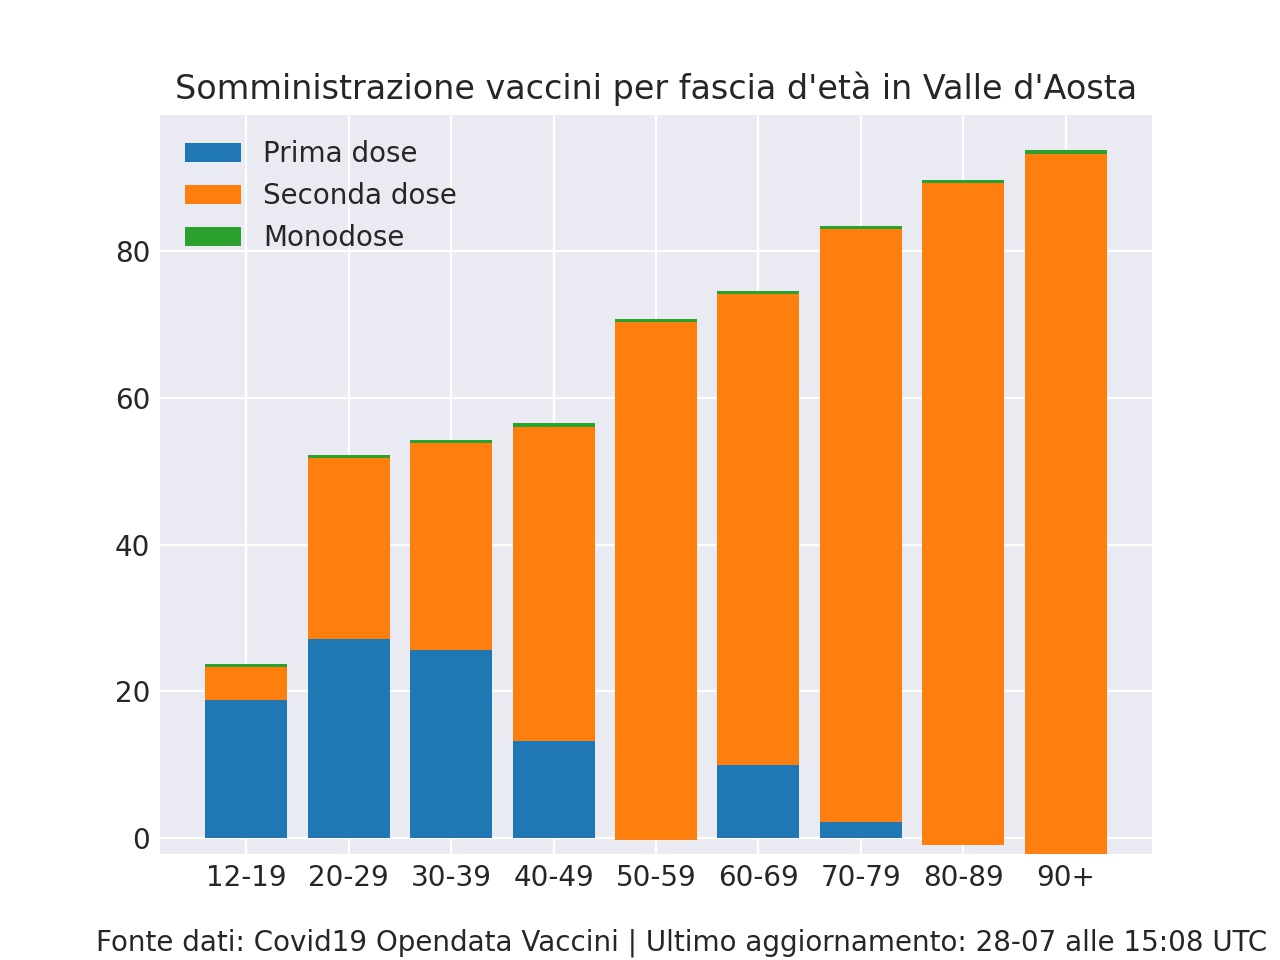 Somministrazione vaccini per fascia d'età in Valle d'Aosta
Prima dose
Seconda dose
Monodose
80
60
40
20
0
12-19 20-29 30-39 40-49 50-59 60-69 70-79 80-89 90+
Fonte dati: Covid19 Opendata Vaccini | Ultimo aggiornamento: 28-07 alle 15:08 UTC